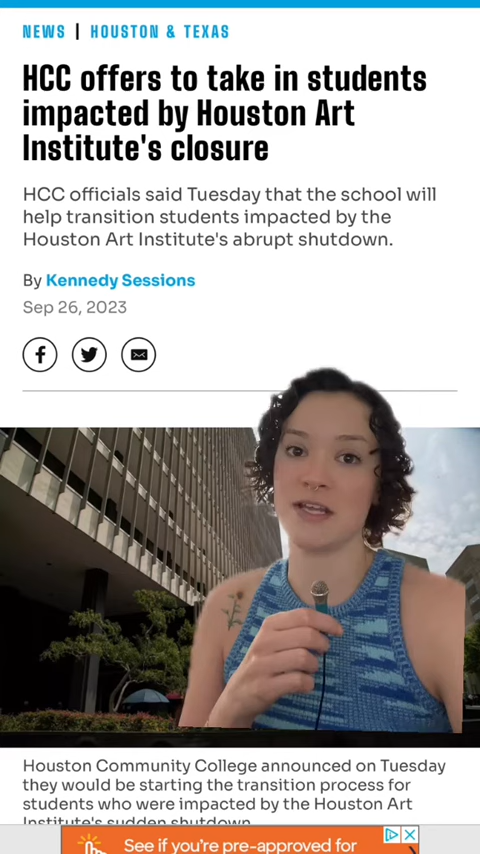 NEWS | HOUSTON & TEXAS
HCC offers to take in students
impacted by Houston Art
Institute's closure
HCC officials said Tuesday that the school will
help transition students impacted by the
Houston Art Institute's abrupt shutdown.
By Kennedy Sessions
Sep 26, 2023
Houston Community College announced on Tuesday
they would be starting the transition process for
students who were impacted by the Houston Art
Institute's sudden shutdown
See if you're pre-approved for